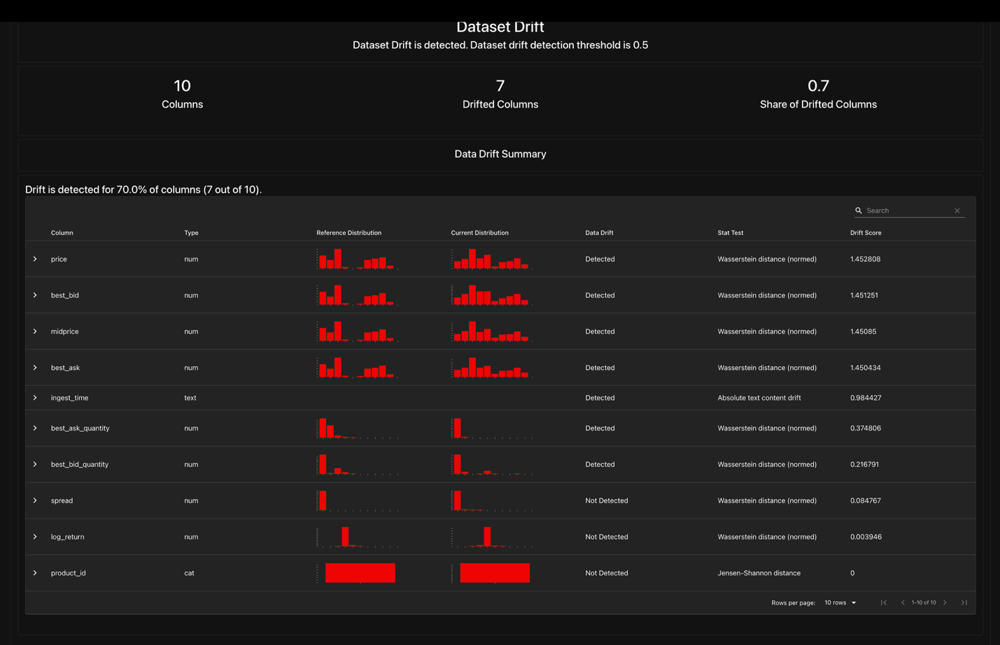 Dataset Drift
Dataset Drift is detected. Dataset drift detection threshold is 0.5
10 7 0.7
Columns Drifted Columns Share of Drifted Columns
Data Drift Summary
Drift is detected for 70.0% of columns (7 out of 10).
Search
Column Type Reference Distribution Current Distribution Data Drift Stat Test Drift Score
price num Detected Wasserstein distance (normed) 1.452808
best_bid num Detected Wasserstein distance (normed) 1.451251
midprice num Detected Wasserstein distance (normed) 1.45085
best_ask num Detected Wasserstein distance (normed) 1.450434
ingest_time text Detected Absolute text content drift 0.984427
best_ask_quantity num Detected Wasserstein distance (normed) 0.374806
best_bid_quantity num Detected Wasserstein distance (normed) 0.216791
spread num Not Detected Wasserstein distance (normed) 0.084767
log_return num Not Detected Wasserstein distance (normed) 0.003946
product_id cat Not Detected Jensen-Shannon distance 0
Rows per page: 10 rows 1-10 of 10